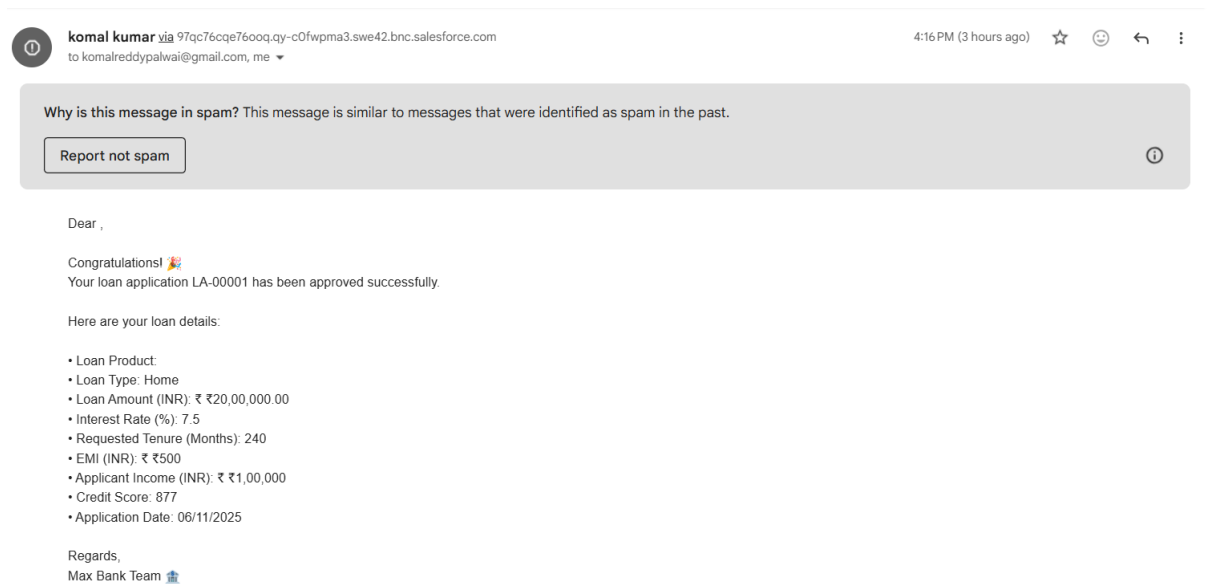 komal kumar via 97qc76cqe76ooq.qy-c0fwpma3.swe42.bnc.salesforce.com
4:16 PM (3 hours ago)
to komalreddypalwai@gmail.com, me
Why is this message in spam? This message is similar to messages that were identified as spam in the past.
Report not spam
Dear ,
Congratulations! 🎉
Your loan application LA-00001 has been approved successfully.
Here are your loan details:
• Loan Product:
• Loan Type: Home
• Loan Amount (INR): ₹ ₹20,00,000.00
• Interest Rate (%): 7.5
• Requested Tenure (Months): 240
• EMI (INR): ₹ ₹500
• Applicant Income (INR): ₹ ₹1,00,000
• Credit Score: 877
• Application Date: 06/11/2025
Regards,
Max Bank Team 🏦